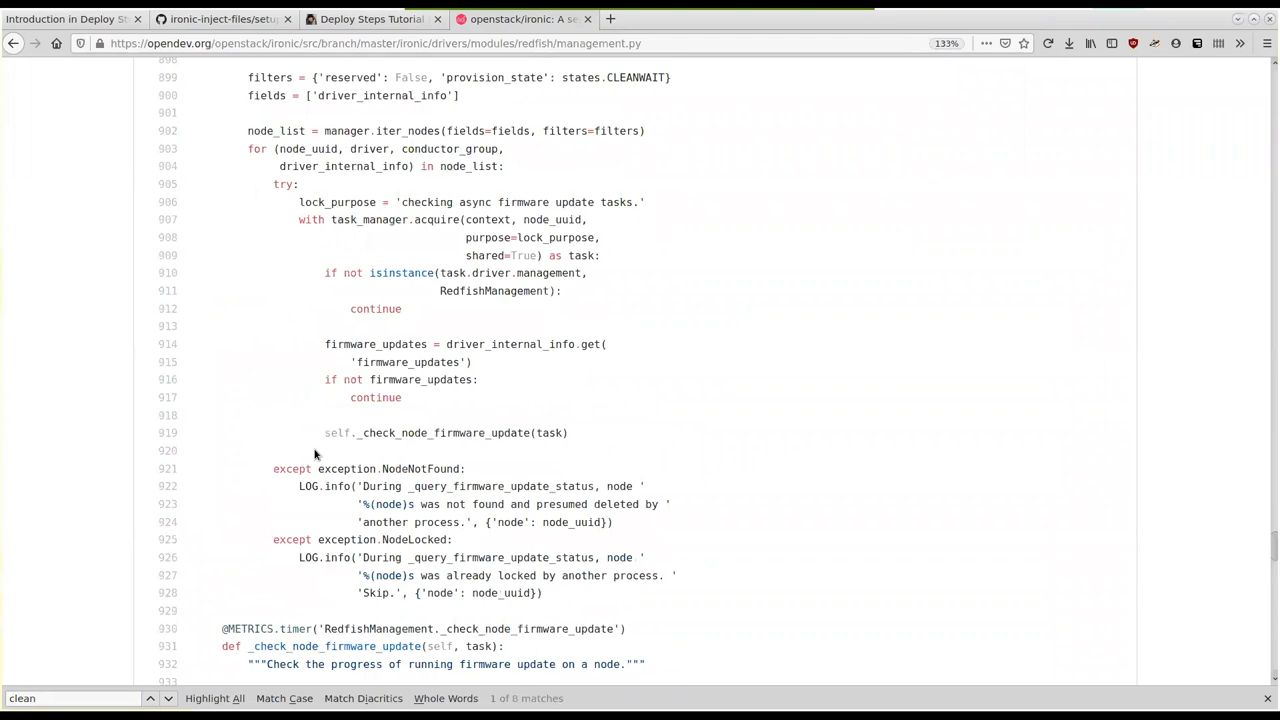 Introduction in Deploy St
ironic-inject-files/setup
Deploy Steps Tutorial
openstack/ironic: A se
https://opendev.org/openstack/ironic/src/branch/master/ironic/drivers/modules/redfish/management.py
133%
898
899 filters = {'reserved': False, 'provision_state': states.CLEANWAIT}
900 fields = ['driver_internal_info']
901
902 node_list = manager.iter_nodes(fields=fields, filters=filters)
903 for (node_uuid, driver, conductor_group,
904 driver_internal_info) in node_list:
905 try:
906 lock_purpose = 'checking async firmware update tasks.'
907 with task_manager.acquire(context, node_uuid,
908 purpose=lock_purpose,
909 shared=True) as task:
910 if not isinstance(task.driver.management,
911 RedfishManagement):
912 continue
913
914 firmware_updates = driver_internal_info.get(
915 'firmware_updates')
916 if not firmware_updates:
917 continue
918
919 self._check_node_firmware_update(task)
920
921 except exception.NodeNotFound:
922 LOG.info('During _query_firmware_update_status, node '
923 '%(node)s was not found and presumed deleted by '
924 'another process.', {'node': node_uuid})
925 except exception.NodeLocked:
926 LOG.info('During _query_firmware_update_status, node '
927 '%(node)s was already locked by another process. '
928 'Skip.', {'node': node_uuid})
929
930 @METRICS.timer('RedfishManagement._check_node_firmware_update')
931 def _check_node_firmware_update(self, task):
932 """Check the progress of running firmware update on a node."""
933
clean
Highlight All
Match Case
Match Diacritics
Whole Words
1 of 8 matches